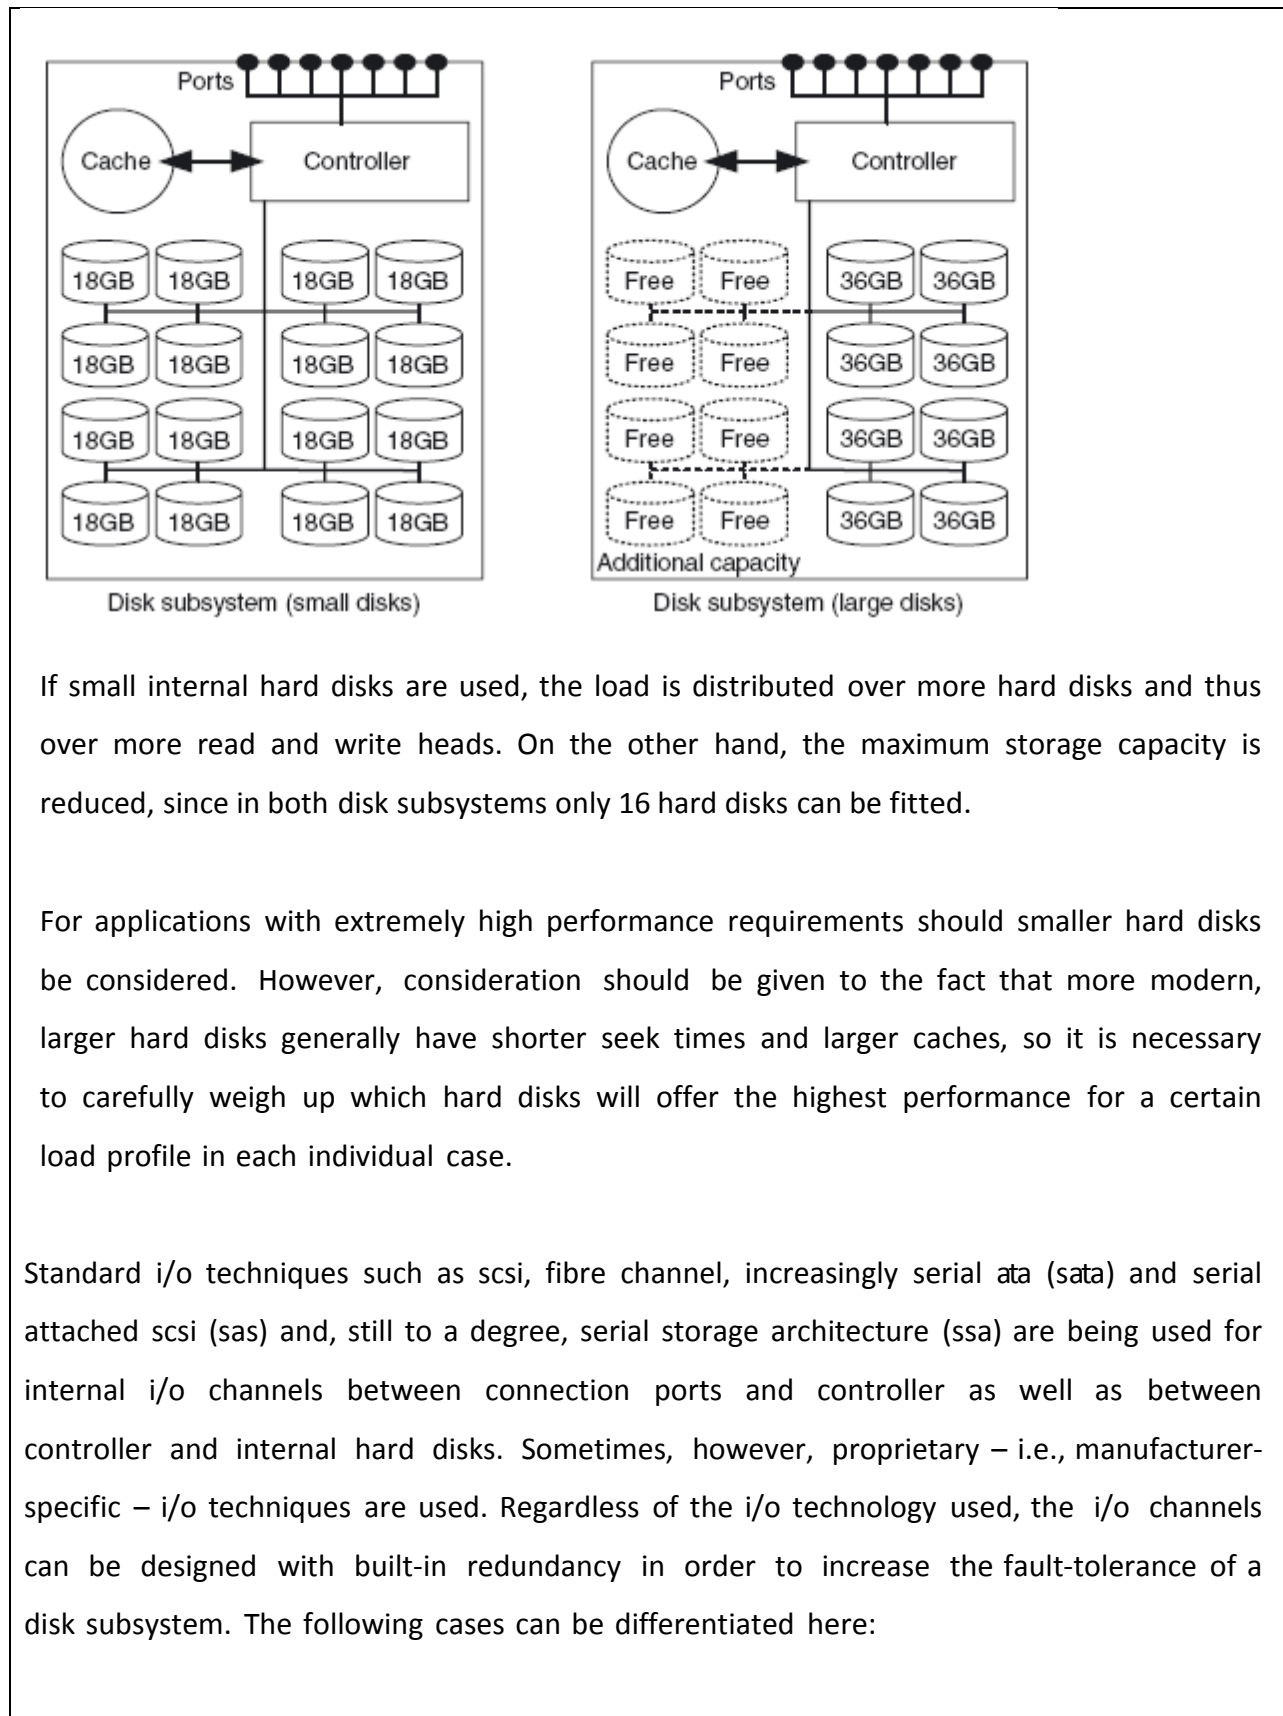 Ports
Cache
Controller
18GB 18GB 18GB 18GB
18GB 18GB 18GB 18GB
18GB 18GB 18GB 18GB
18GB 18GB 18GB 18GB
Disk subsystem (small disks)
Ports
Cache
Controller
Free Free 36GB 36GB
Free Free 36GB 36GB
Free Free 36GB 36GB
Free Free 36GB 36GB
Additional capacity
Disk subsystem (large disks)
If small internal hard disks are used, the load is distributed over more hard disks and thus
over more read and write heads. On the other hand, the maximum storage capacity is
reduced, since in both disk subsystems only 16 hard disks can be fitted.
For applications with extremely high performance requirements should smaller hard disks
be considered. However, consideration should be given to the fact that more modern,
larger hard disks generally have shorter seek times and larger caches, so it is necessary
to carefully weigh up which hard disks will offer the highest performance for a certain
load profile in each individual case.
Standard i/o techniques such as scsi, fibre channel, increasingly serial ata (sata) and serial
attached scsi (sas) and, still to a degree, serial storage architecture (ssa) are being used for
internal i/o channels between connection ports and controller as well as between
controller and internal hard disks. Sometimes, however, proprietary – i.e., manufacturer-
specific – i/o techniques are used. Regardless of the i/o technology used, the i/o channels
can be designed with built-in redundancy in order to increase the fault-tolerance of a
disk subsystem. The following cases can be differentiated here: